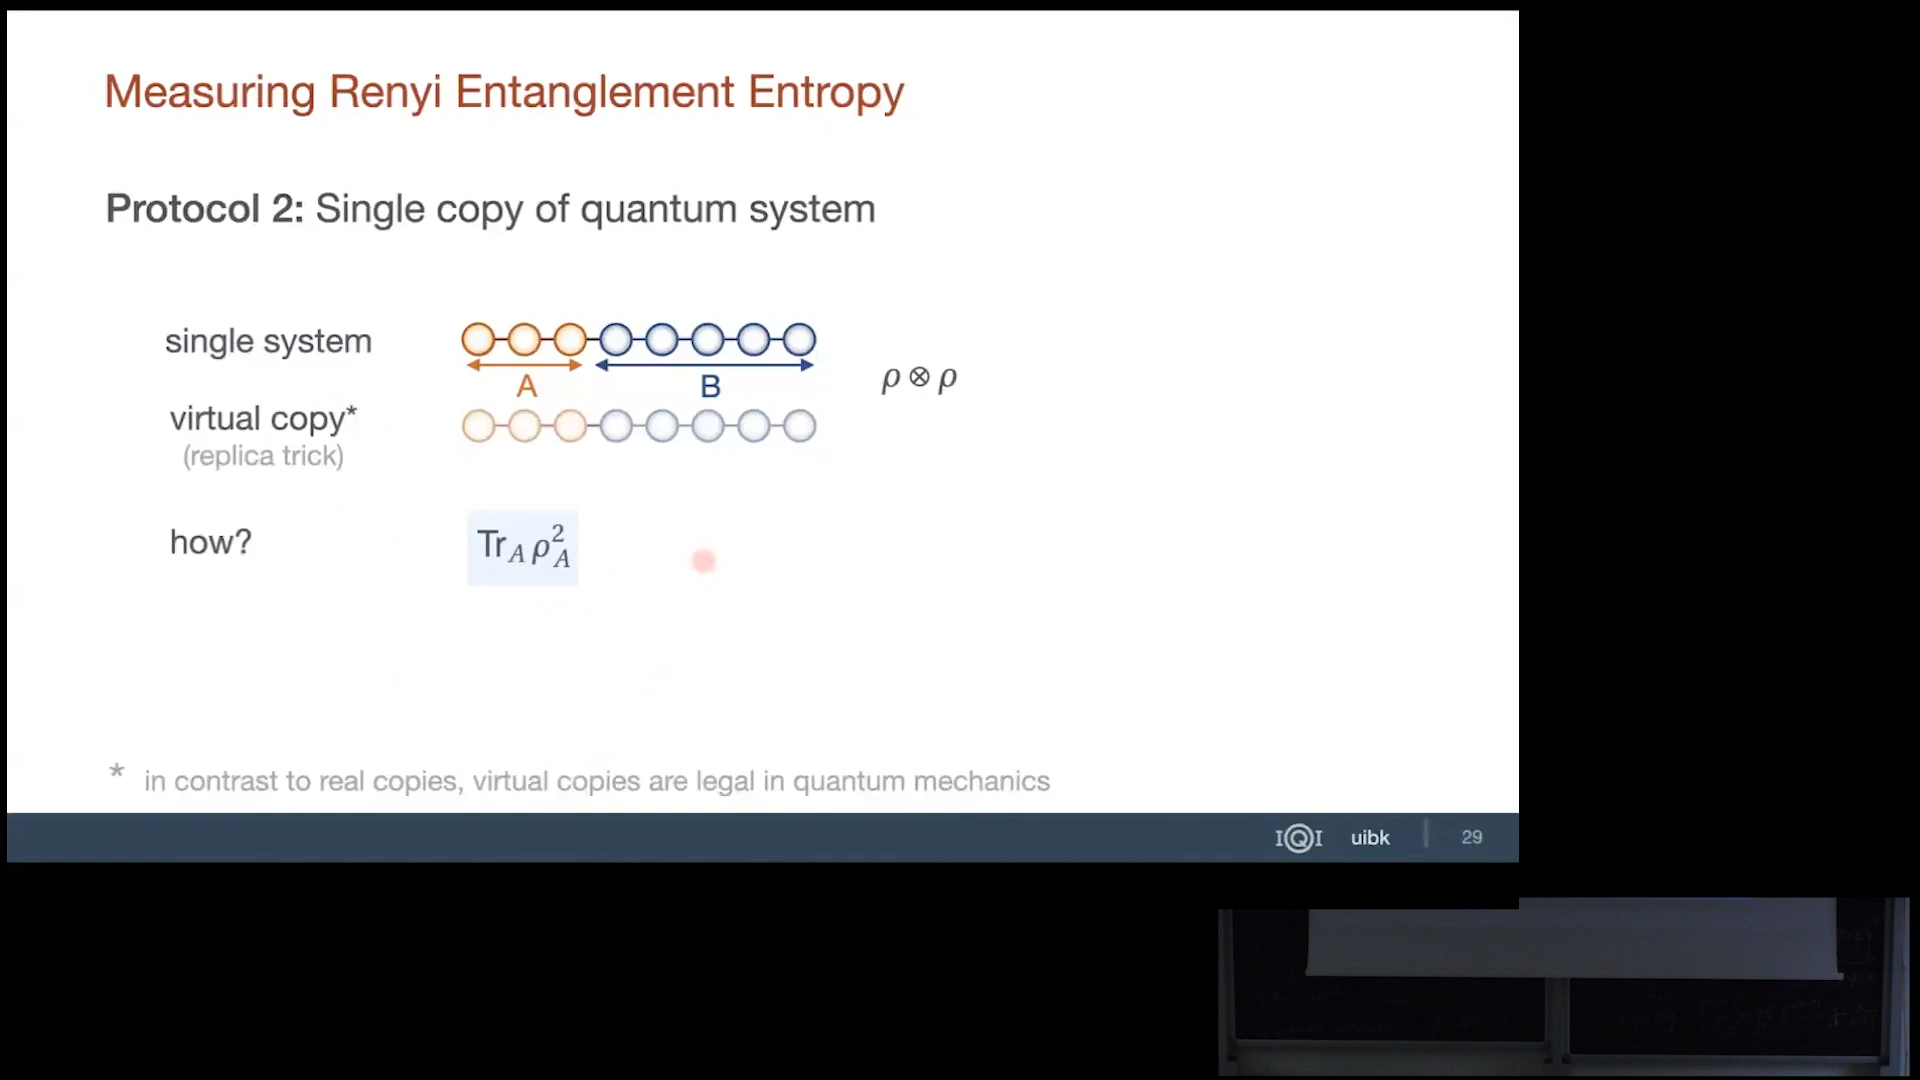 Measuring Renyi Entanglement Entropy
Protocol 2: Single copy of quantum system
single system
A B
ρ ⊗ ρ
virtual copy*
(replica trick)
how?
Tr_A ρ_A^2
* in contrast to real copies, virtual copies are legal in quantum mechanics
IQI uibk | 29